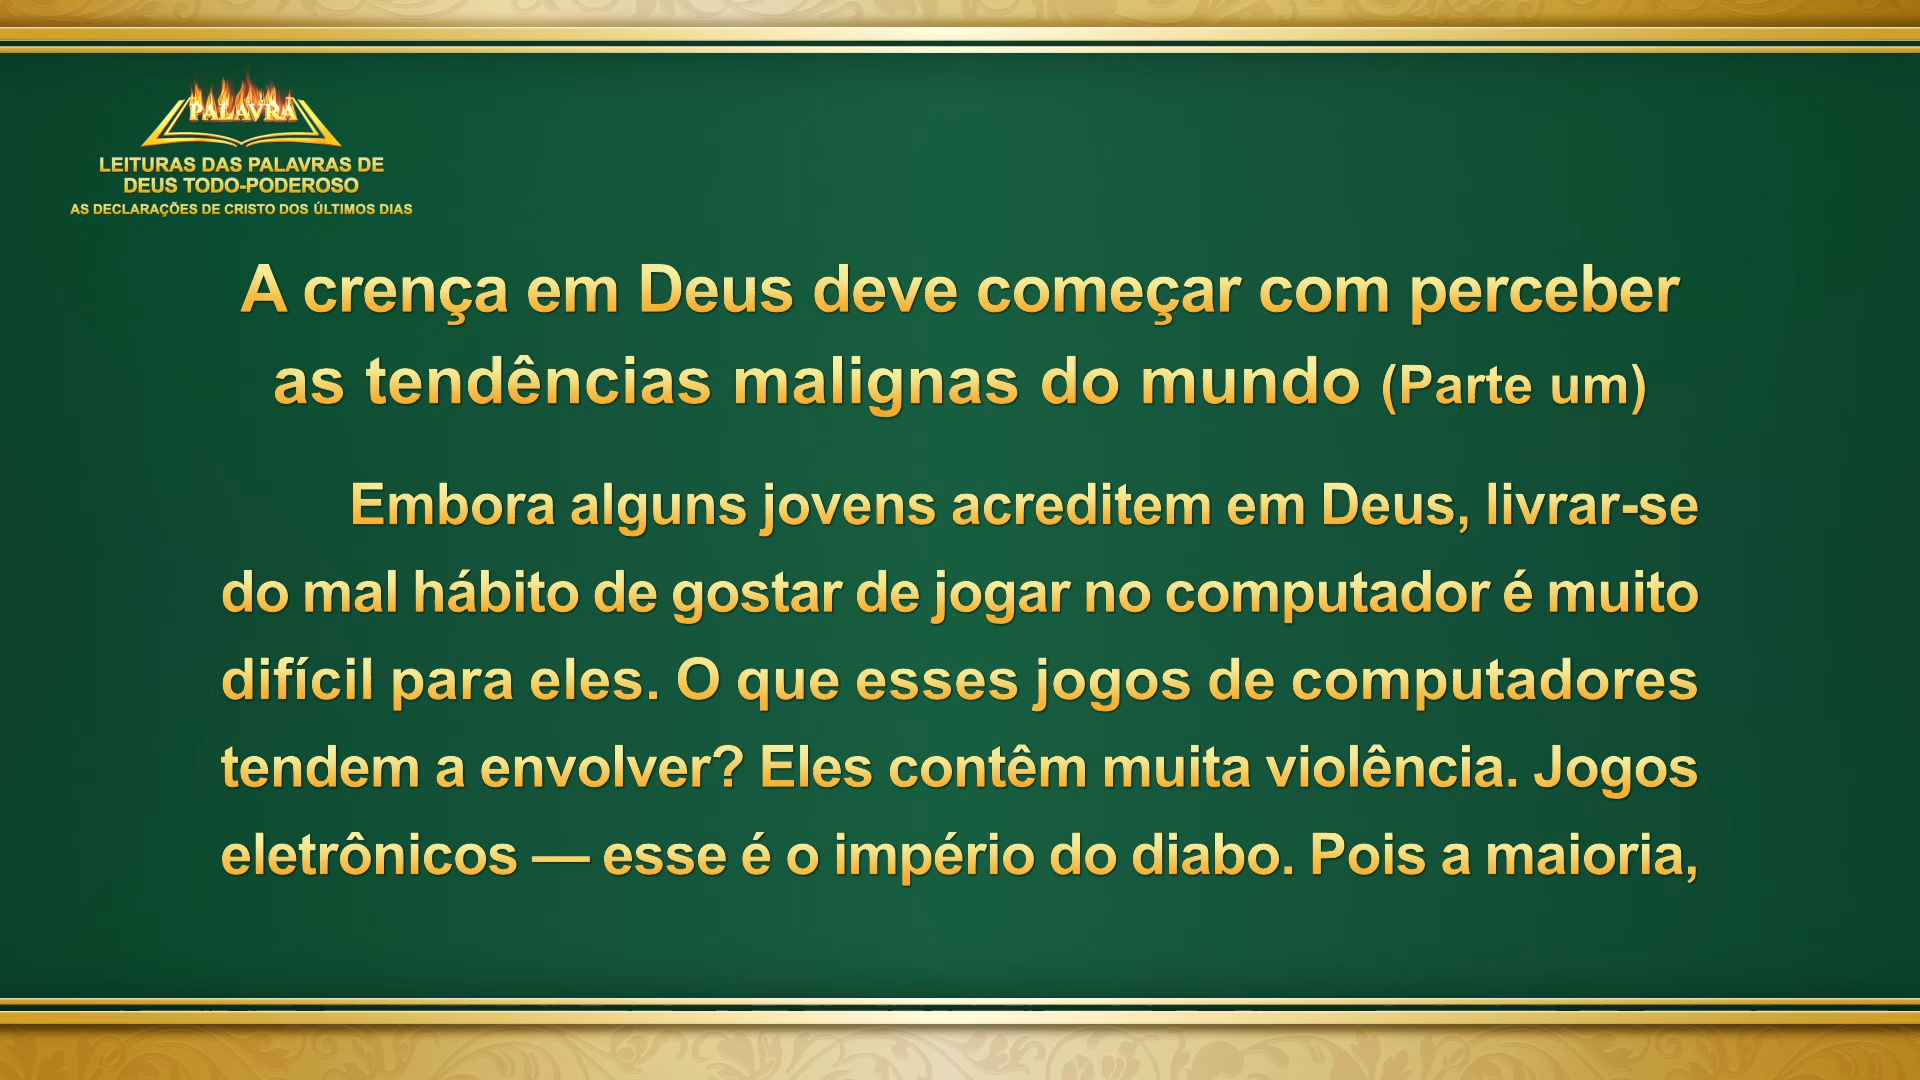 PALAVRA
LEITURAS DAS PALAVRAS DE
DEUS TODO-PODEROSO
AS DECLARAÇÕES DE CRISTO DOS ÚLTIMOS DIAS
A crença em Deus deve começar com perceber
as tendências malignas do mundo (Parte um)
Embora alguns jovens acreditem em Deus, livrar-se
do mal hábito de gostar de jogar no computador é muito
difícil para eles. O que esses jogos de computadores
tendem a envolver? Eles contêm muita violência. Jogos
eletrônicos — esse é o império do diabo. Pois a maioria,